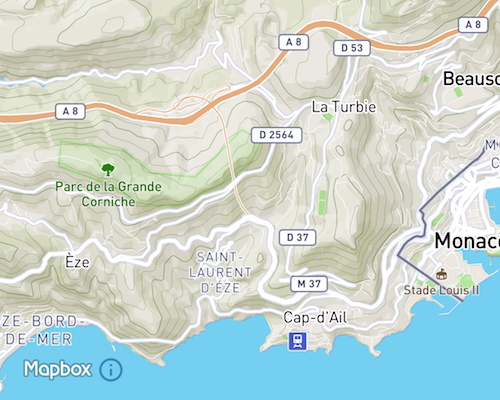 A 8
A 8
D 53
Beausc
La Turbie
A 8
D 2564
Parc de la Grande
Corniche
Monaco
D 37
Èze
SAINT-
LAURENT
D'ÈZE
M 37
Stade Louis II
ZE-BORD-
DE-MER
Cap-d'Ail
Mapbox